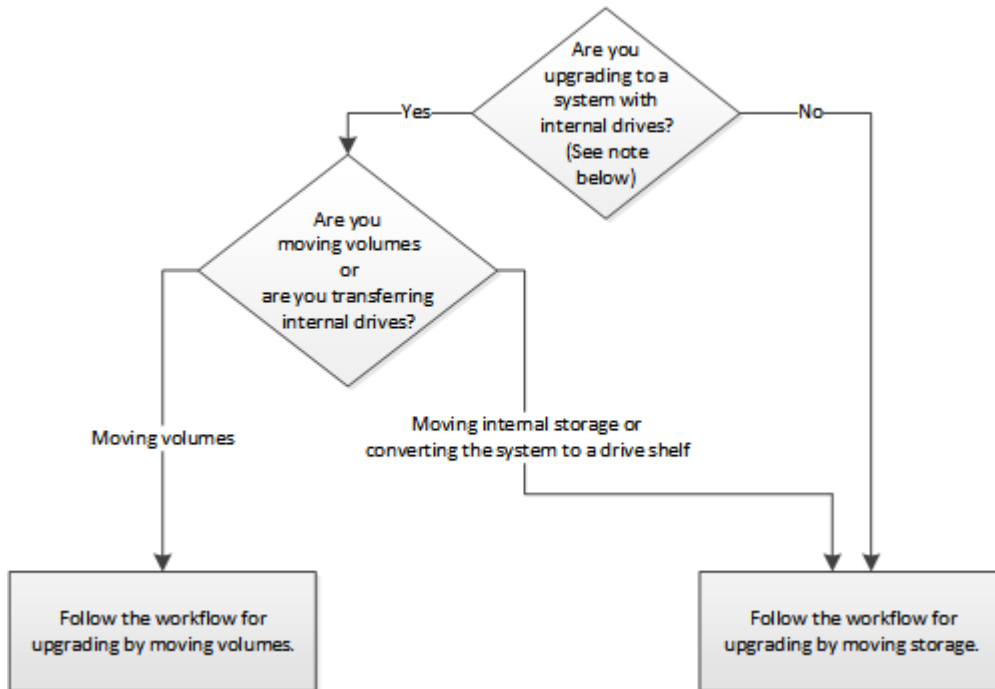 Are you
upgrading to a
system with
internal drives?
(See note
below)
Yes
No
Are you
moving volumes
or
are you transferring
internal drives?
Moving volumes
Moving internal storage or
converting the system to a drive shelf
Follow the workflow for
upgrading by moving volumes.
Follow the workflow for
upgrading by moving storage.